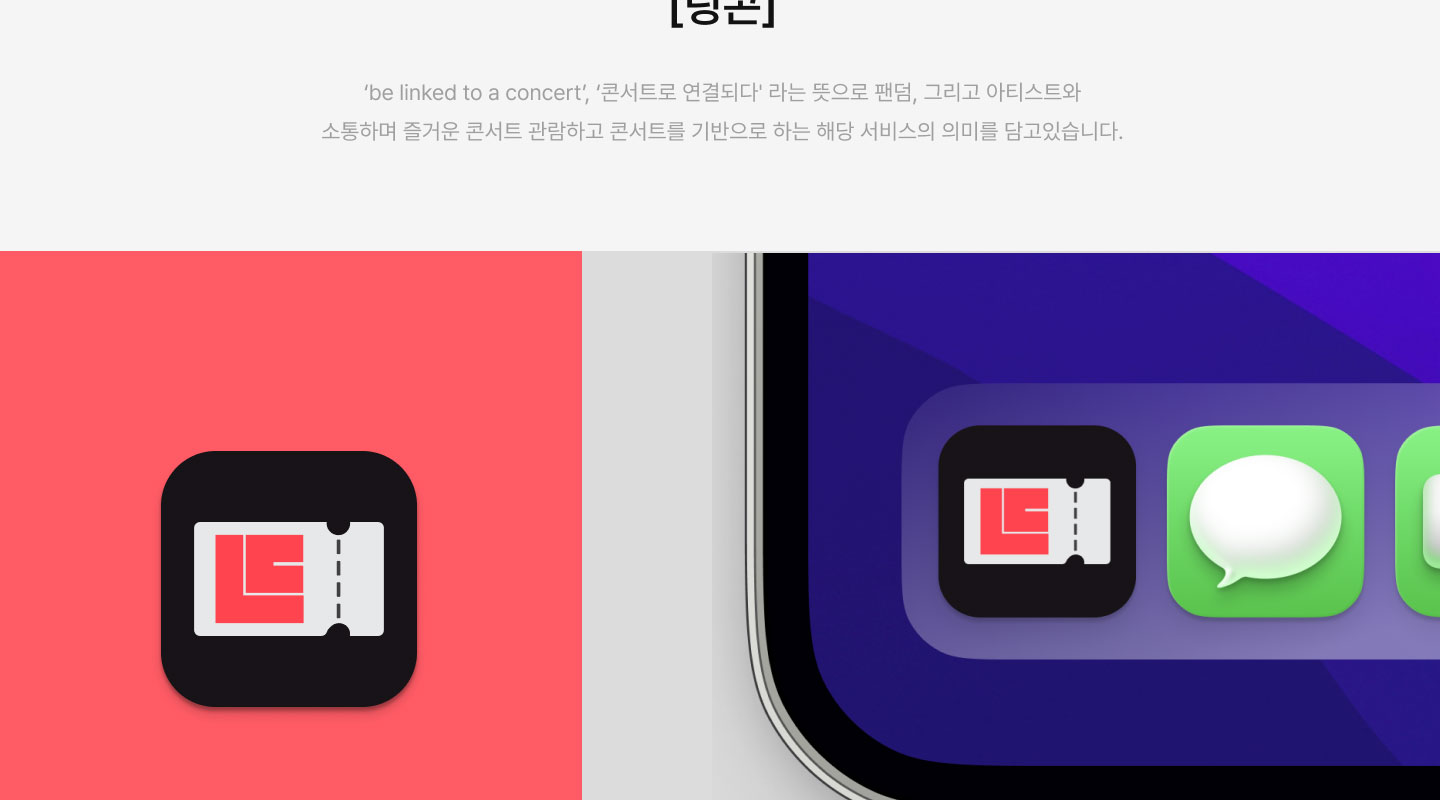 [링콘]
‘be linked to a concert’, ‘콘서트로 연결되다' 라는 뜻으로 팬덤, 그리고 아티스트와
소통하며 즐거운 콘서트 관람하고 콘서트를 기반으로 하는 해당 서비스의 의미를 담고있습니다.